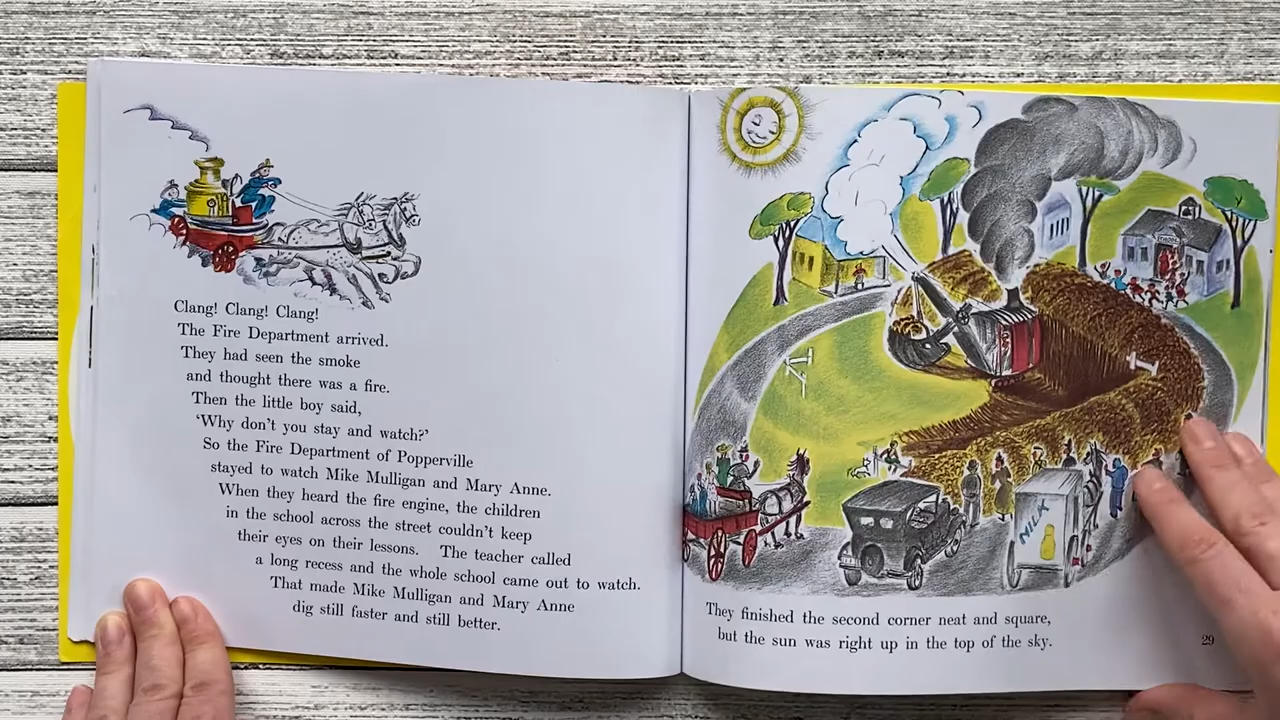 Clang! Clang! Clang!
The Fire Department arrived.
They had seen the smoke
and thought there was a fire.
Then the little boy said,
‘Why don’t you stay and watch?’
So the Fire Department of Popperville
stayed to watch Mike Mulligan and Mary Anne.
When they heard the fire engine, the children
in the school across the street couldn’t keep
their eyes on their lessons. The teacher called
a long recess and the whole school came out to watch.
That made Mike Mulligan and Mary Anne
dig still faster and still better.
MILK
They finished the second corner neat and square,
but the sun was right up in the top of the sky.
29